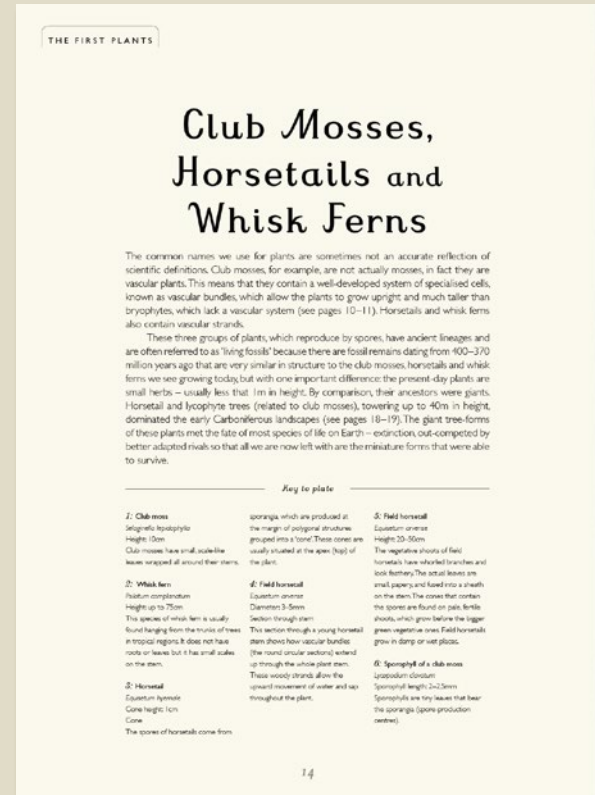 THE FIRST PLANTS
Club Mosses,
Horsetails and
Whisk Ferns
The common names we use for plants are sometimes not an accurate reflection of
scientific definitions. Club mosses, for example, are not actually mosses, in fact they are
vascular plants. This means that they contain a well-developed system of specialised cells,
known as vascular bundles, which allow the plants to grow upright and much taller than
bryophytes, which lack a vascular system (see pages 10–11). Horsetails and whisk ferns
also contain vascular strands.
These three groups of plants, which reproduce by spores, have ancient lineages and
are often referred to as 'living fossils' because there are fossil remains dating from 400–370
million years ago that are very similar in structure to the club mosses, horsetails and whisk
ferns we see growing today, but with one important difference: the present-day plants are
small herbs – usually less that 1m in height. By comparison, their ancestors were giants.
Horsetail and lycophyte trees (related to club mosses), towering up to 40m in height,
dominated the early Carboniferous landscapes (see pages 18–19). The giant tree-forms
of these plants met the fate of most species of life on Earth – extinction, out-competed by
better adapted rivals so that all we are now left with are the miniature forms that were able
to survive.
Key to plate
1: Club moss
Selaginella lepidophylla
Height: 10cm
Club mosses have small, scale-like
leaves wrapped all around their stems.
2: Whisk fern
Psilotum complanatum
Height: up to 75cm
This species of whisk fern is usually
found hanging from the trunks of trees
in tropical regions. It does not have
roots or leaves but it has small scales
on the stem.
3: Horsetail
Equisetum hyemale
Cone height: 1cm
Cone
The spores of horsetails come from
sporangia, which are produced at
the margin of polygonal structures
grouped into a 'cone'. These cones are
usually situated at the apex (top) of
the plant.
4: Field horsetail
Equisetum arvense
Diameter: 3–5mm
Section through stem
This section through a young horsetail
stem shows how vascular bundles
(the round circular sections) extend
up through the whole plant stem.
These woody strands allow the
upward movement of water and sap
throughout the plant.
5: Field horsetail
Equisetum arvense
Height: 20–50cm
The vegetative shoots of field
horsetails have whorled branches and
look feathery. The actual leaves are
small, papery, and fused into a sheath
on the stem. The cones that contain
the spores are found on pale, fertile
shoots, which grow before the bigger
green vegetative ones. Field horsetails
grow in damp or wet places.
6: Sporophyll of a club moss
Lycopodium clavatum
Sporophyll length: 2–2.5mm
Sporophylls are tiny leaves that bear
the sporangia (spore production
centres).
14